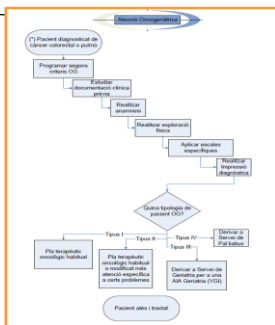 Atenció Oncogeriàtrica
(*) Pacient diagnosticat de
càncer colorectal o pulmó
Programar segons
criteris OG
Estudiar
documentació clínica
prèvia
Realitzar
anamnesi
Realitzar exploració
física
Aplicar escales
específiques
Realitzar
Impressió
diagnòstica
Quina tipologia de
pacient OG?
Tipus I
Tipus II
Tipus III
Tipus IV
Pla terapèutic
oncològic habitual
Pla terapèutic
oncològic habitual
o modificat més
atenció específica
a certs problemes
Derivar a Servei de
Geriatria per a una
AIA Geriatria (VGI)
Derivar a
Servei de
Pal·liatius
Pacient atès i tractat